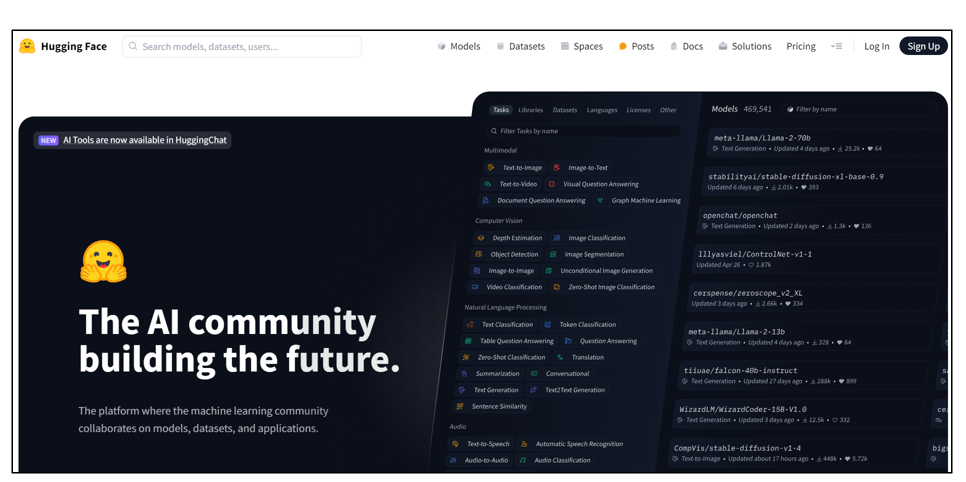 Hugging Face
Search models, datasets, users...
Models
Datasets
Spaces
Posts
Docs
Solutions
Pricing
Log In
Sign Up
NEW AI Tools are now available in HuggingChat
The AI community
building the future.
The platform where the machine learning community
collaborates on models, datasets, and applications.
Tasks Libraries Datasets Languages Licenses Other
Filter Tasks by name
Multimodal
Text-to-Image Image-to-Text
Text-to-Video Visual Question Answering
Document Question Answering Graph Machine Learning
Computer Vision
Depth Estimation Image Classification
Object Detection Image Segmentation
Image-to-Image Unconditional Image Generation
Video Classification Zero-Shot Image Classification
Natural Language Processing
Text Classification Token Classification
Table Question Answering Question Answering
Zero-Shot Classification Translation
Summarization Conversational
Text Generation Text2Text Generation
Sentence Similarity
Audio
Text-to-Speech Automatic Speech Recognition
Audio-to-Audio Audio Classification
Models 469,541 Filter by name
meta-llama/Llama-2-70b
Text Generation • Updated 4 days ago • 25.2k • 64
stabilityai/stable-diffusion-xl-base-0.9
Updated 6 days ago • 2.01k • 393
openchat/openchat
Text Generation • Updated 2 days ago • 1.3k • 136
lllyasviel/ControlNet-v1-1
Updated Apr 26 • 1.87k
cerspense/zeroscope_v2_XL
Updated 3 days ago • 2.66k • 334
meta-llama/Llama-2-13b
Text Generation • Updated 4 days ago • 328 • 64
tiiuae/falcon-40b-instruct
Text Generation • Updated 27 days ago • 288k • 899
WizardLM/WizardCoder-15B-V1.0
Text Generation • Updated 3 days ago • 12.5k • 332
CompVis/stable-diffusion-v1-4
Text-to-Image • Updated about 17 hours ago • 448k • 5.72k